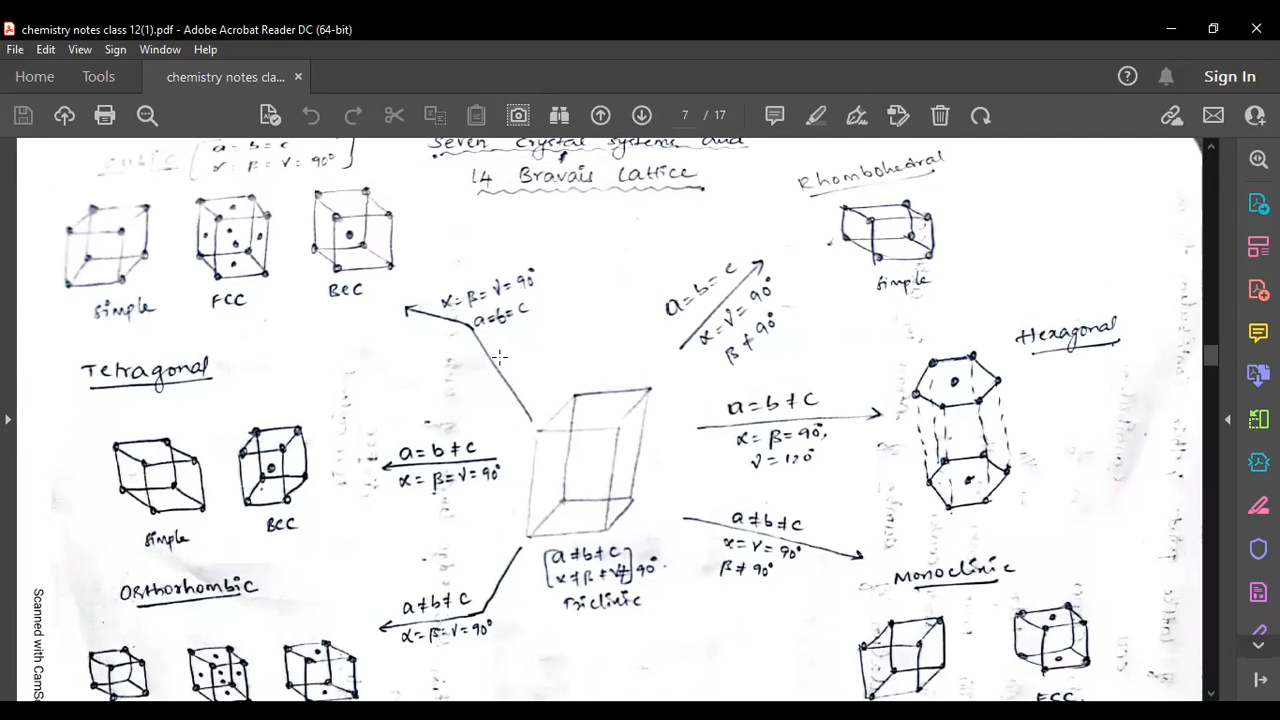 chemistry notes class 12(1).pdf - Adobe Acrobat Reader DC (64-bit)
File Edit View Sign Window Help
Home Tools chemistry notes cla... ×
Sign In
7 / 17
cubic
a = b = c
α = β = γ = 90°
Seven crystal systems and
14 Bravais Lattice
Rhombohedral
Simple
FCC
BCC
Simple
α = β = γ = 90°
a = b = c
a = b = c
α = γ = 90°
β ≠ 90°
Hexagonal
Tetragonal
a = b ≠ c
α = β = γ = 90°
a = b ≠ c
α = β = 90°,
γ = 120°
Simple
BCC
a ≠ b ≠ c
α = γ = 90°
β ≠ 90°
a ≠ b ≠ c
α ≠ β ≠ γ ≠ 90°.
Triclinic
Monoclinic
Orthorhombic
a ≠ b ≠ c
α = β = γ = 90°
FCC
Scanned with CamS